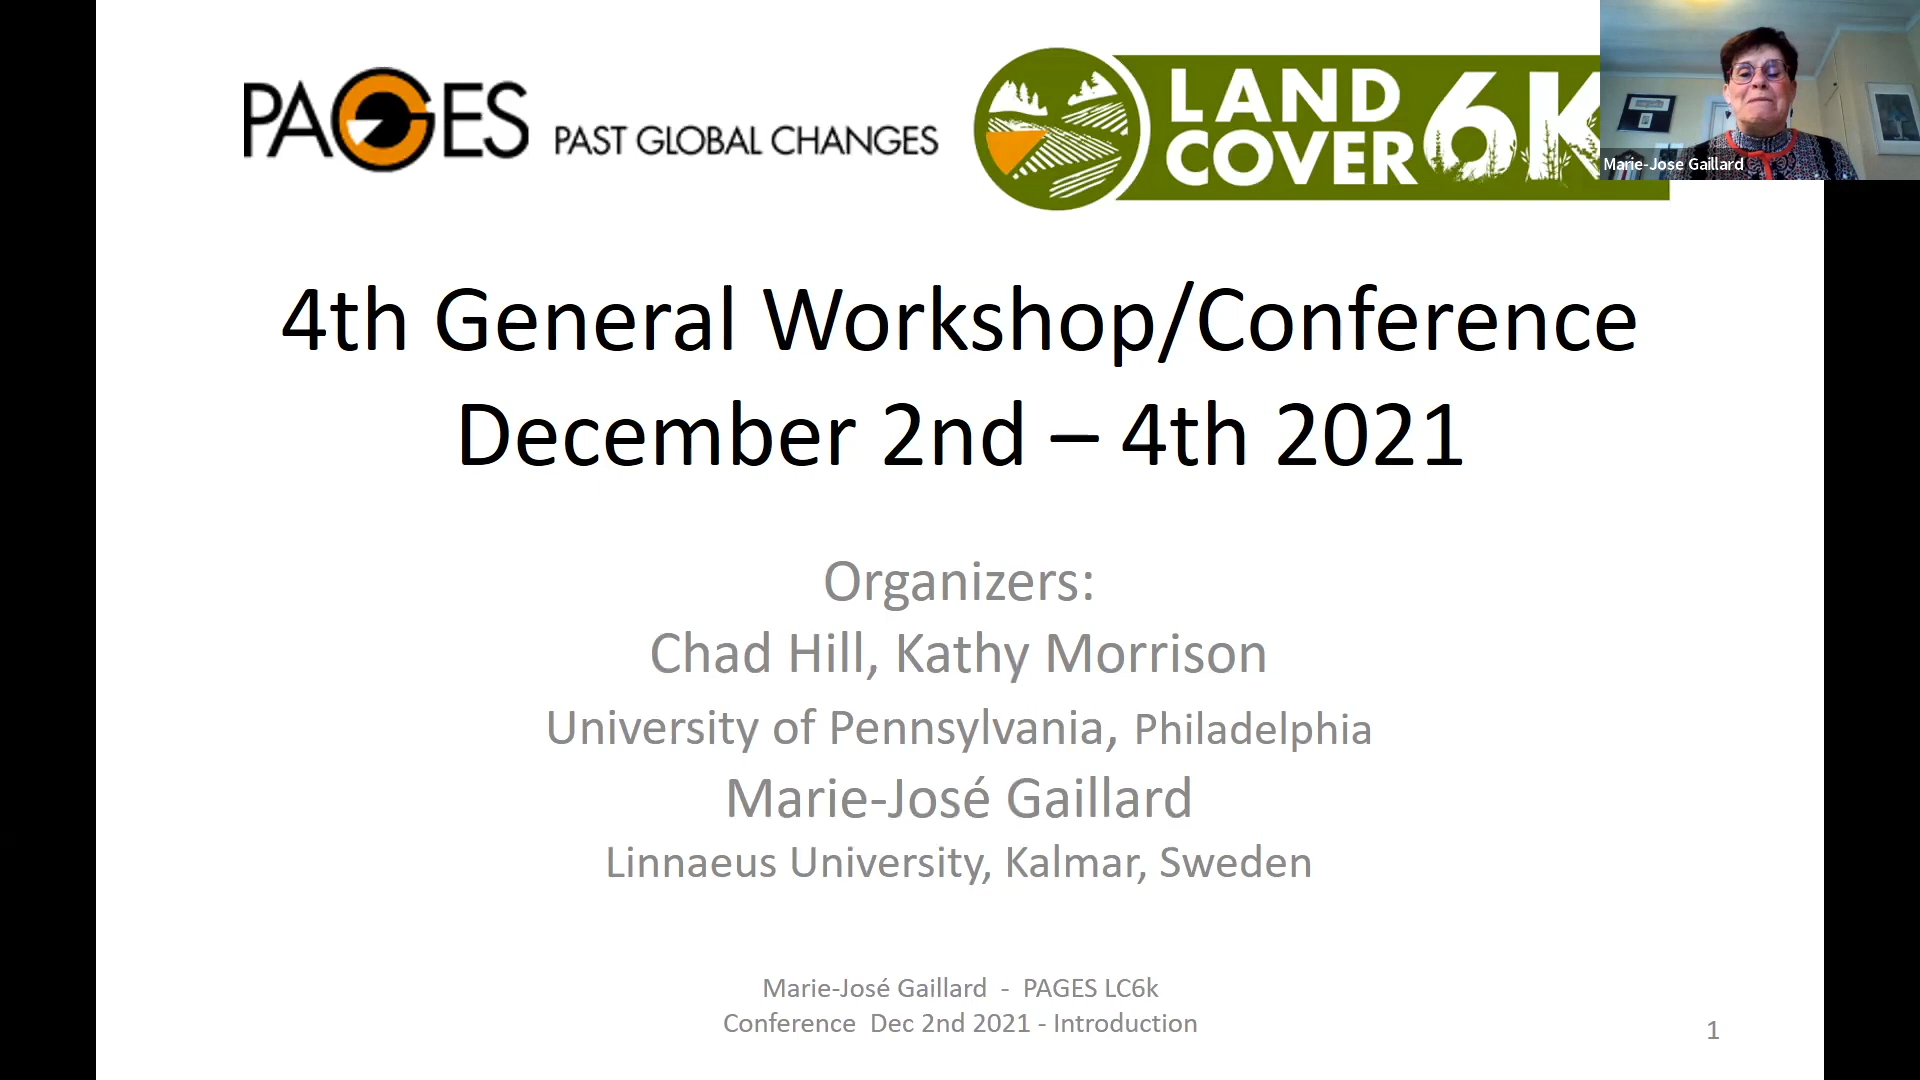 PAGES PAST GLOBAL CHANGES
LAND
COVER 6K
Marie-Jose Gaillard
4th General Workshop/Conference
December 2nd – 4th 2021
Organizers:
Chad Hill, Kathy Morrison
University of Pennsylvania, Philadelphia
Marie-José Gaillard
Linnaeus University, Kalmar, Sweden
Marie-José Gaillard - PAGES LC6k
Conference Dec 2nd 2021 - Introduction
1